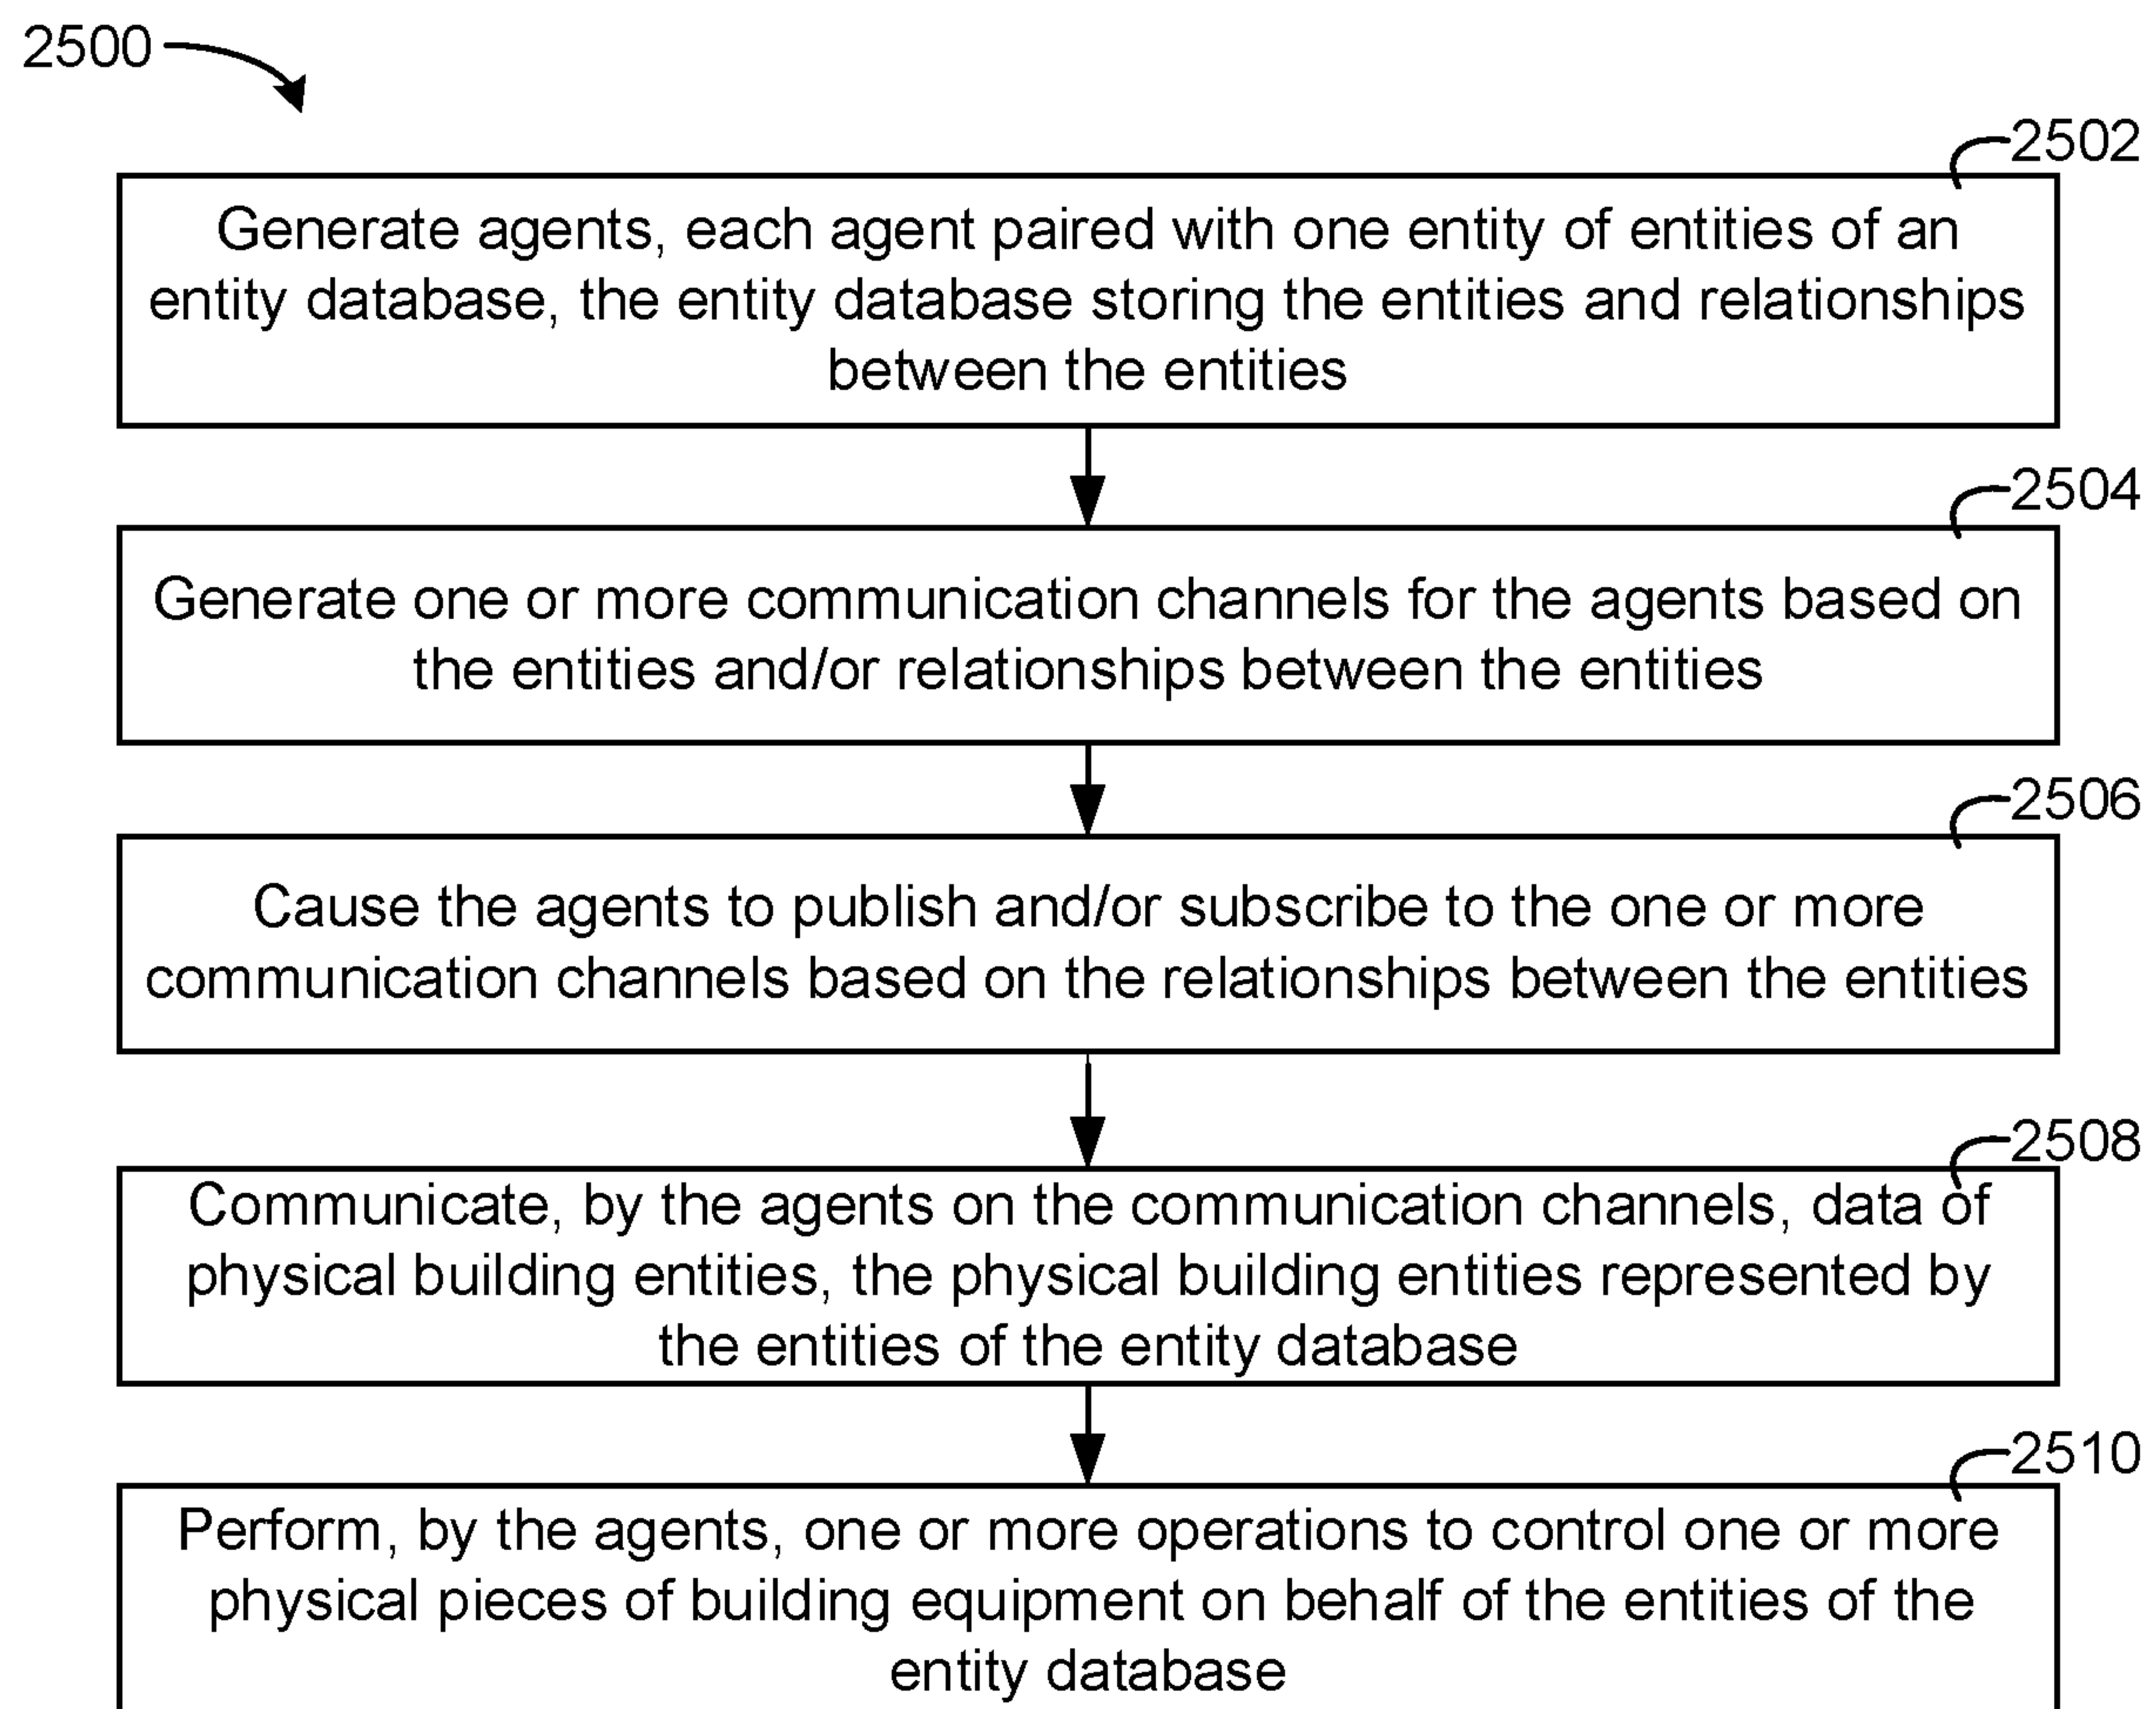 2500
2502
Generate agents, each agent paired with one entity of entities of an
entity database, the entity database storing the entities and relationships
between the entities
2504
Generate one or more communication channels for the agents based on
the entities and/or relationships between the entities
2506
Cause the agents to publish and/or subscribe to the one or more
communication channels based on the relationships between the entities
2508
Communicate, by the agents on the communication channels, data of
physical building entities, the physical building entities represented by
the entities of the entity database
2510
Perform, by the agents, one or more operations to control one or more
physical pieces of building equipment on behalf of the entities of the
entity database